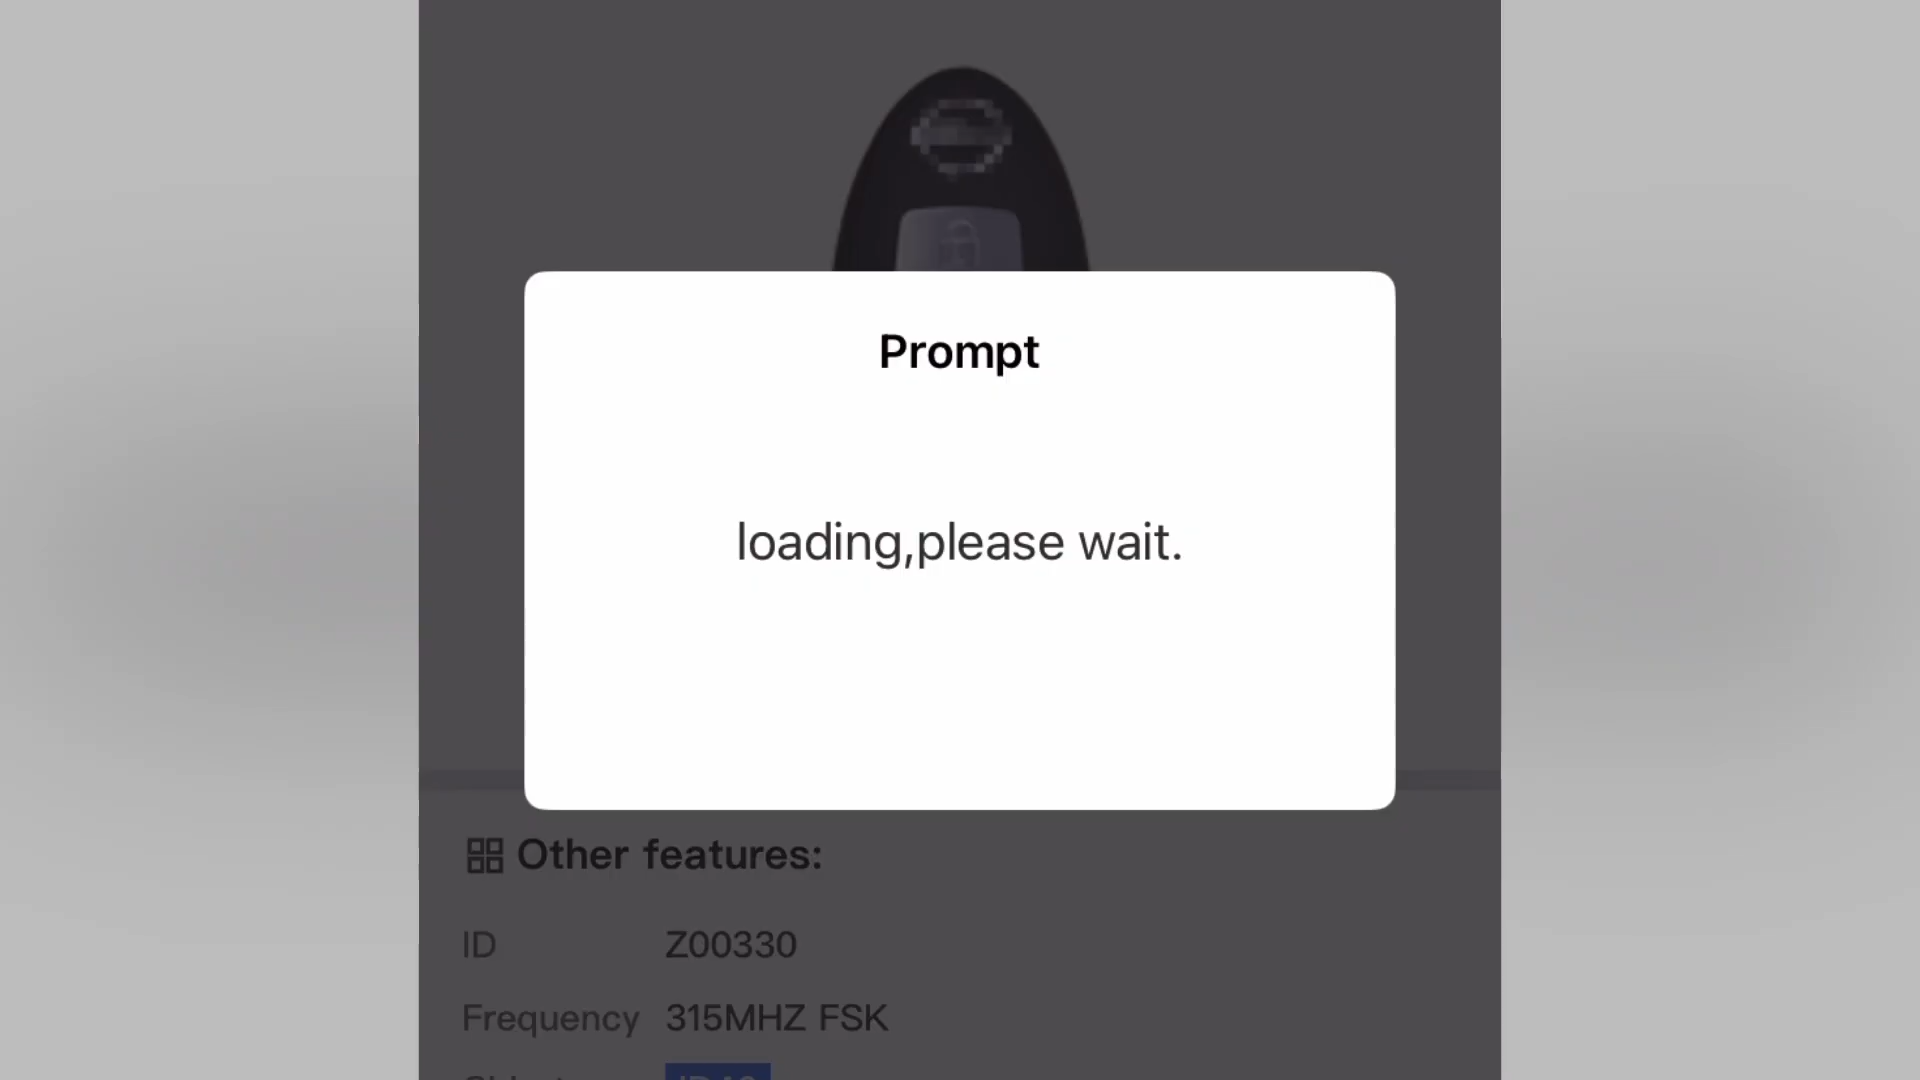 Prompt
loading,please wait.
Other features:
ID Z00330
Frequency 315MHZ FSK